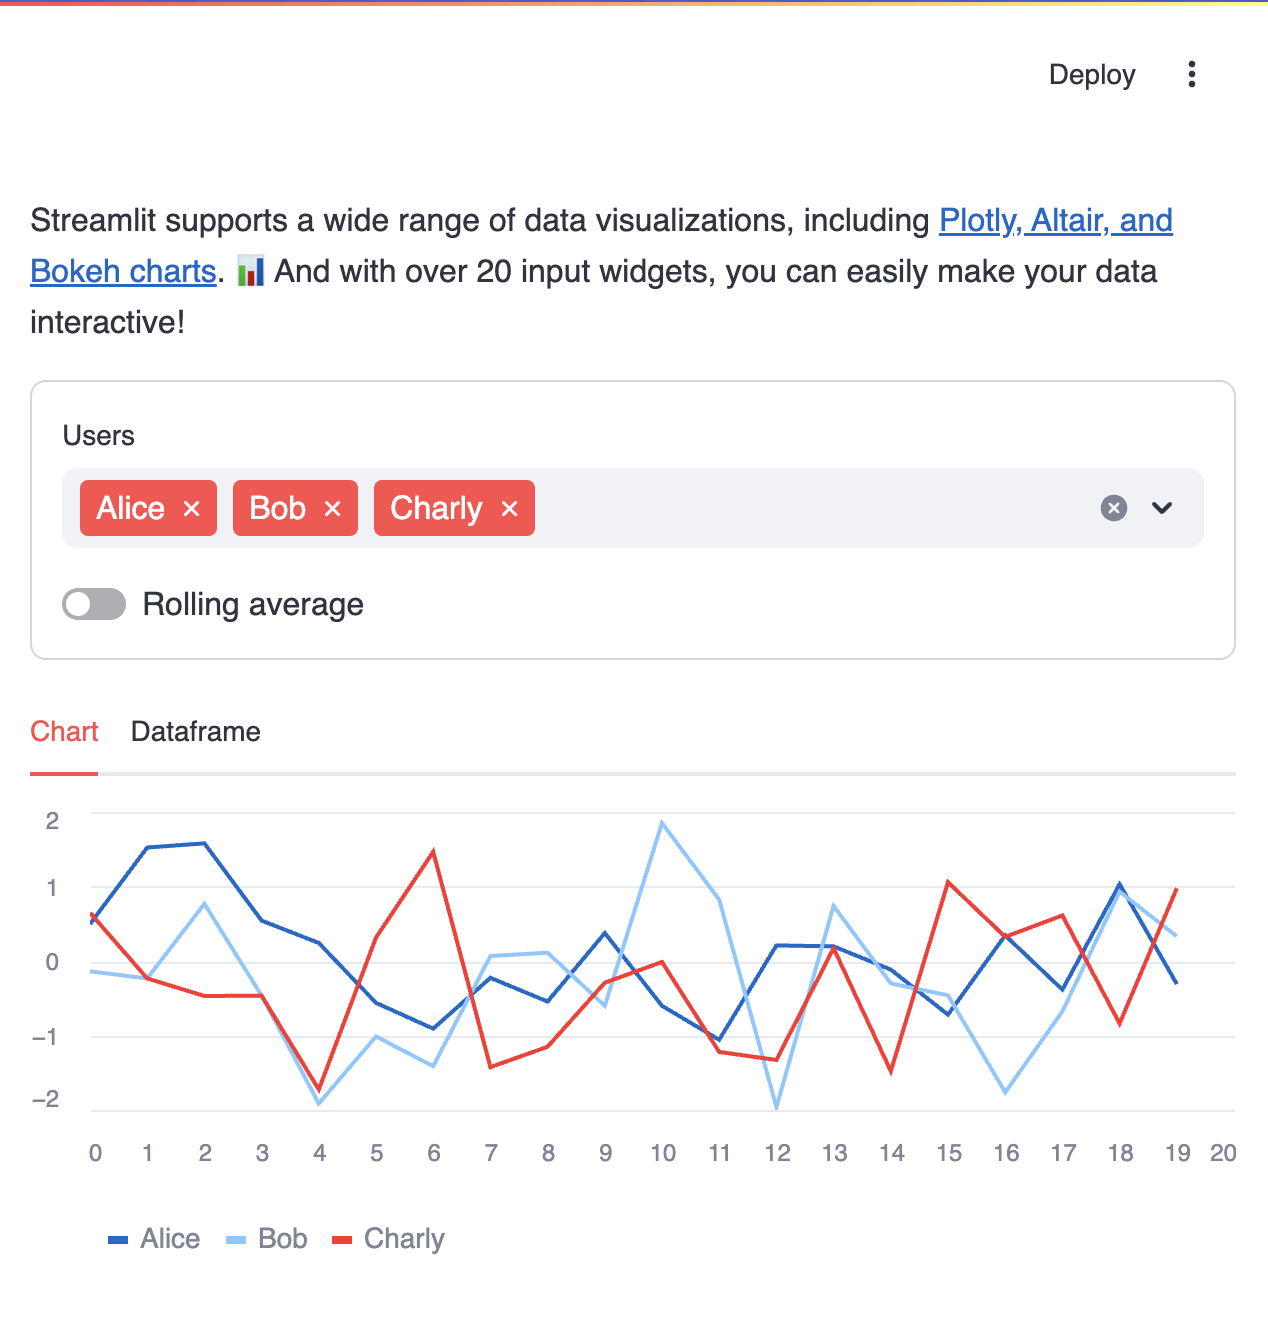 Deploy
Streamlit supports a wide range of data visualizations, including Plotly, Altair, and
Bokeh charts. 📊 And with over 20 input widgets, you can easily make your data
interactive!
Users
Alice × Bob × Charly ×
Rolling average
Chart Dataframe
2
1
0
−1
−2
0 1 2 3 4 5 6 7 8 9 10 11 12 13 14 15 16 17 18 19 20
Alice Bob Charly